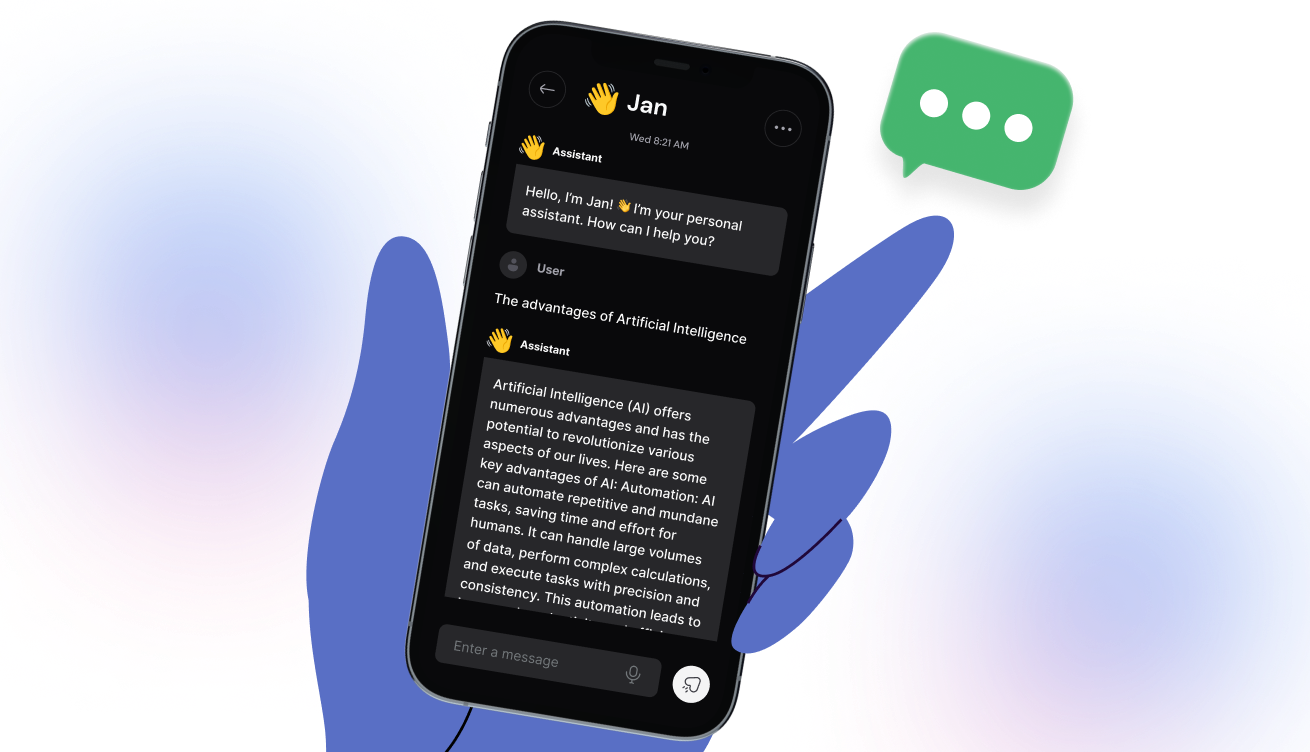 Jan
Wed 8:21 AM
Assistant
Hello, I'm Jan! 👋 I'm your personal
assistant. How can I help you?
User
The advantages of Artificial Intelligence
Assistant
Artificial Intelligence (AI) offers
numerous advantages and has the
potential to revolutionize various
aspects of our lives. Here are some
key advantages of AI: Automation: AI
can automate repetitive and mundane
tasks, saving time and effort for
humans. It can handle large volumes
of data, perform complex calculations,
and execute tasks with precision and
consistency. This automation leads to
Enter a message